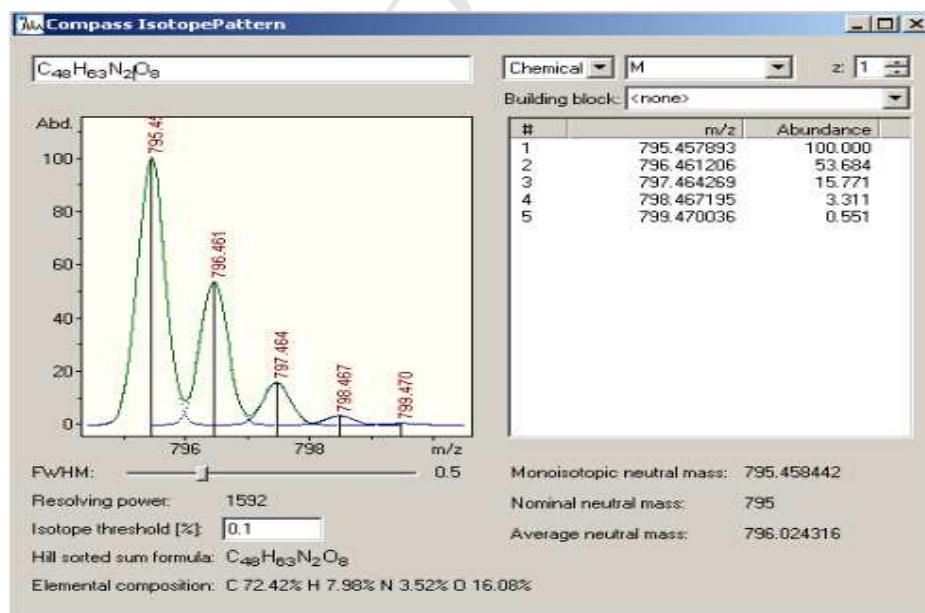 Compass IsotopePattern
C48H63N2O8
Chemical M z: 1
Building block: <none>
Abd.
100
80
60
40
20
0
795.45
796.461
797.464
798.467
799.470
796 798 m/z
# m/z Abundance
1 795.457893 100.000
2 796.461206 53.684
3 797.464269 15.771
4 798.467195 3.311
5 799.470036 0.551
FWHM: 0.5
Resolving power: 1592
Isotope threshold [%]: 0.1
Hill sorted sum formula: C48H63N2O8
Elemental composition: C 72.42% H 7.98% N 3.52% O 16.08%
Monoisotopic neutral mass: 795.458442
Nominal neutral mass: 795
Average neutral mass: 796.024316